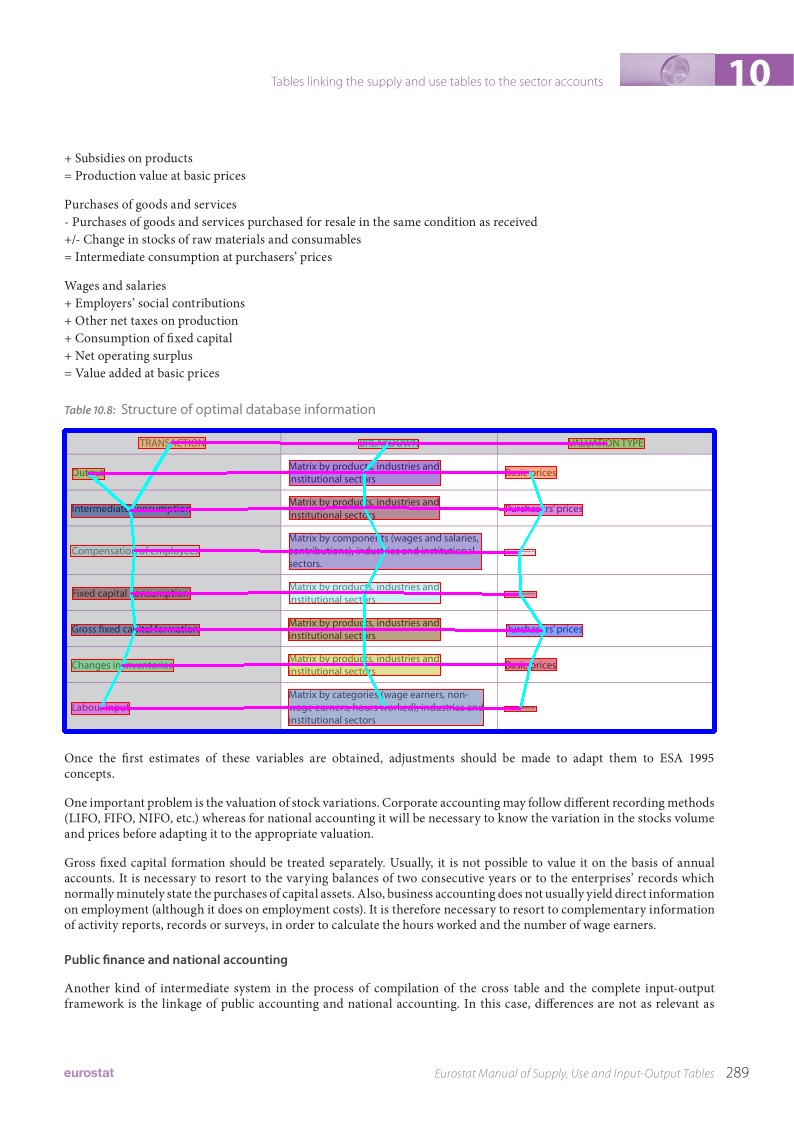 Tables linking the supply and use tables to the sector accounts
10
+ Subsidies on products
= Production value at basic prices
Purchases of goods and services
- Purchases of goods and services purchased for resale in the same condition as received
+/- Change in stocks of raw materials and consumables
= Intermediate consumption at purchasers' prices
Wages and salaries
+ Employers' social contributions
+ Other net taxes on production
+ Consumption of fixed capital
+ Net operating surplus
= Value added at basic prices
Table 10.8: Structure of optimal database information
TRANSACTION BREAKDOWN VALUATION TYPE
Output
Matrix by products, industries and
institutional sectors
Basic prices
Intermediate consumption
Matrix by products, industries and
institutional sectors
Purchasers' prices
Compensation of employees
Matrix by components (wages and salaries,
contributions), industries and institutional
sectors.
Fixed capital consumption
Matrix by products, industries and
institutional sectors
Gross fixed capital formation
Matrix by products, industries and
institutional sectors
Purchasers' prices
Changes in inventories
Matrix by products, industries and
institutional sectors
Basic prices
Labour input
Matrix by categories (wage earners, non-
wage earners, hours worked), industries and
institutional sectors
Once the first estimates of these variables are obtained, adjustments should be made to adapt them to ESA 1995
concepts.
One important problem is the valuation of stock variations. Corporate accounting may follow different recording methods
(LIFO, FIFO, NIFO, etc.) whereas for national accounting it will be necessary to know the variation in the stocks volume
and prices before adapting it to the appropriate valuation.
Gross fixed capital formation should be treated separately. Usually, it is not possible to value it on the basis of annual
accounts. It is necessary to resort to the varying balances of two consecutive years or to the enterprises' records which
normally minutely state the purchases of capital assets. Also, business accounting does not usually yield direct information
on employment (although it does on employment costs). It is therefore necessary to resort to complementary information
of activity reports, records or surveys, in order to calculate the hours worked and the number of wage earners.
Public finance and national accounting
Another kind of intermediate system in the process of compilation of the cross table and the complete input-output
framework is the linkage of public accounting and national accounting. In this case, differences are not as relevant as
eurostat
Eurostat Manual of Supply, Use and Input-Output Tables 289